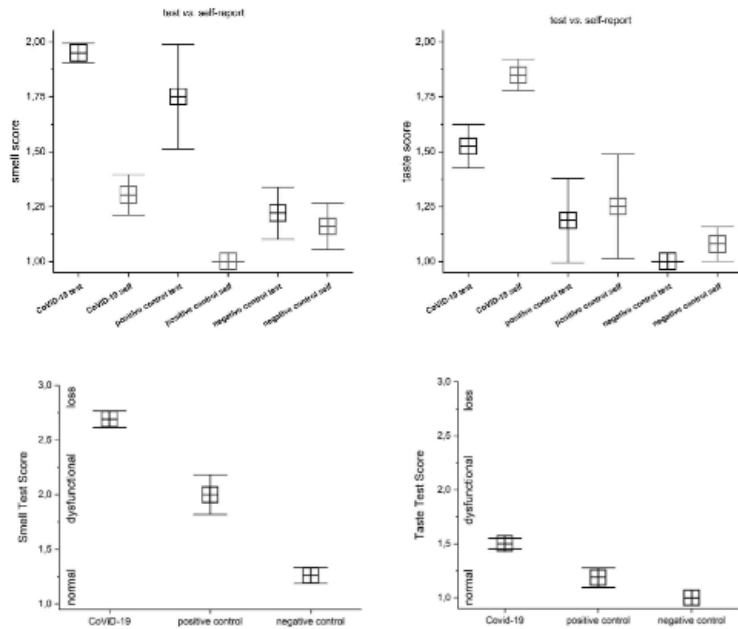 test vs. self-report
smell score
2,00
1,75
1,50
1,25
1,00
CoViD-19 test
CoViD-19 self
positive control test
positive control self
negative control test
negative control self
test vs. self-report
taste score
2,00
1,75
1,50
1,25
1,00
CoViD-19 test
CoViD-19 self
positive control test
positive control self
negative control test
negative control self
Smell Test Score
3,0
2,5
2,0
1,5
1,0
loss
dysfunctional
normal
CoViD-19
positive control
negative control
Taste Test Score
3,0
2,5
2,0
1,5
1,0
loss
dysfunctional
normal
Covid-19
positive control
negative control